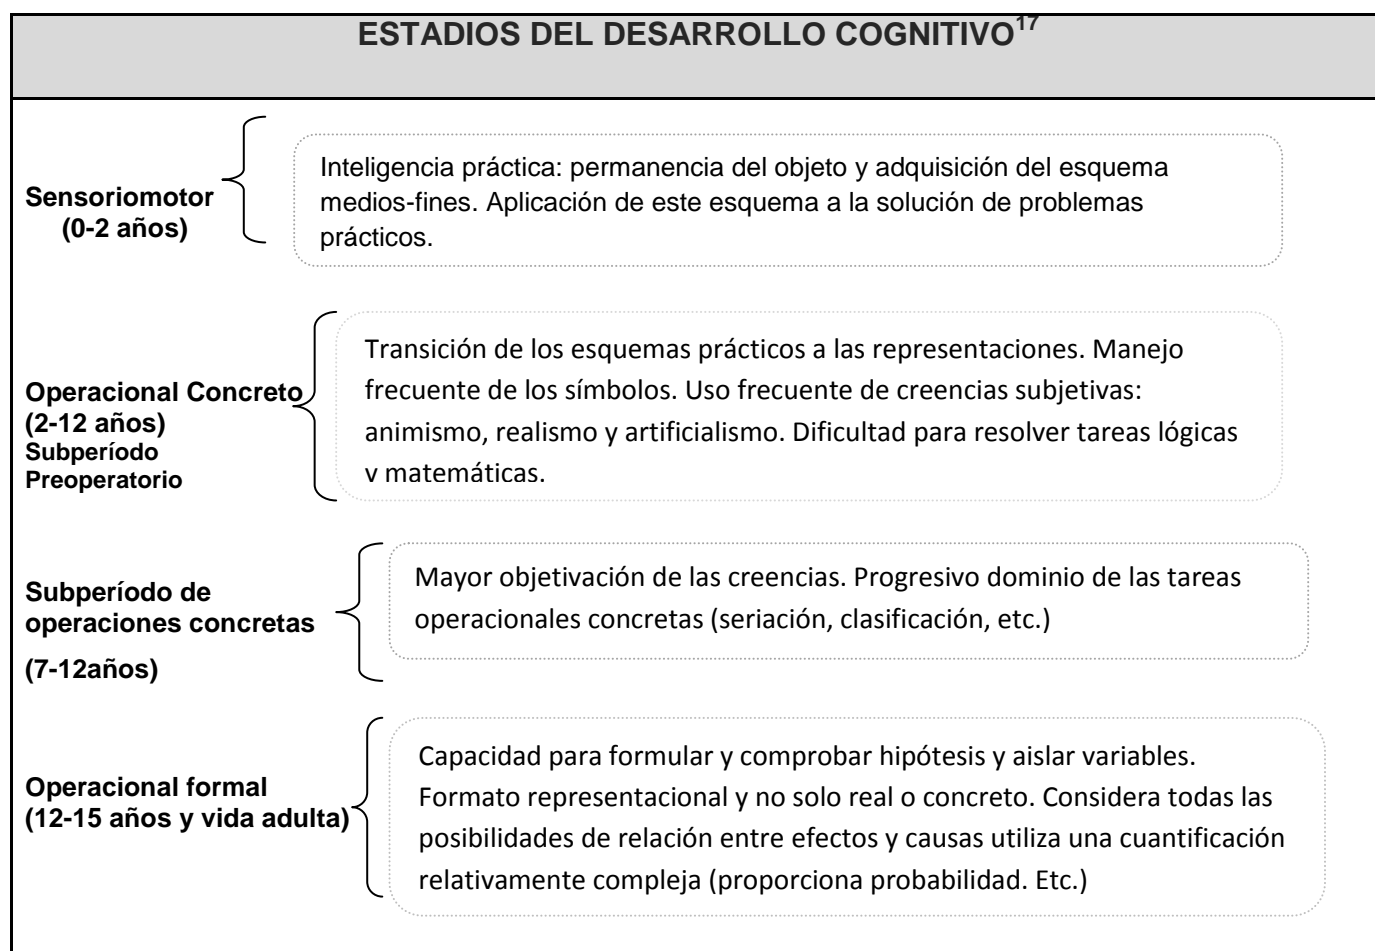 ESTADIOS DEL DESARROLLO COGNITIVO17
Sensoriomotor
(0-2 años)
Inteligencia práctica: permanencia del objeto y adquisición del esquema
medios-fines. Aplicación de este esquema a la solución de problemas
prácticos.
Operacional Concreto
(2-12 años)
Subperíodo
Preoperatorio
Transición de los esquemas prácticos a las representaciones. Manejo
frecuente de los símbolos. Uso frecuente de creencias subjetivas:
animismo, realismo y artificialismo. Dificultad para resolver tareas lógicas
y matemáticas.
Subperíodo de
operaciones concretas
(7-12años)
Mayor objetivación de las creencias. Progresivo dominio de las tareas
operacionales concretas (seriación, clasificación, etc.)
Operacional formal
(12-15 años y vida adulta)
Capacidad para formular y comprobar hipótesis y aislar variables.
Formato representacional y no solo real o concreto. Considera todas las
posibilidades de relación entre efectos y causas utiliza una cuantificación
relativamente compleja (proporciona probabilidad. Etc.)